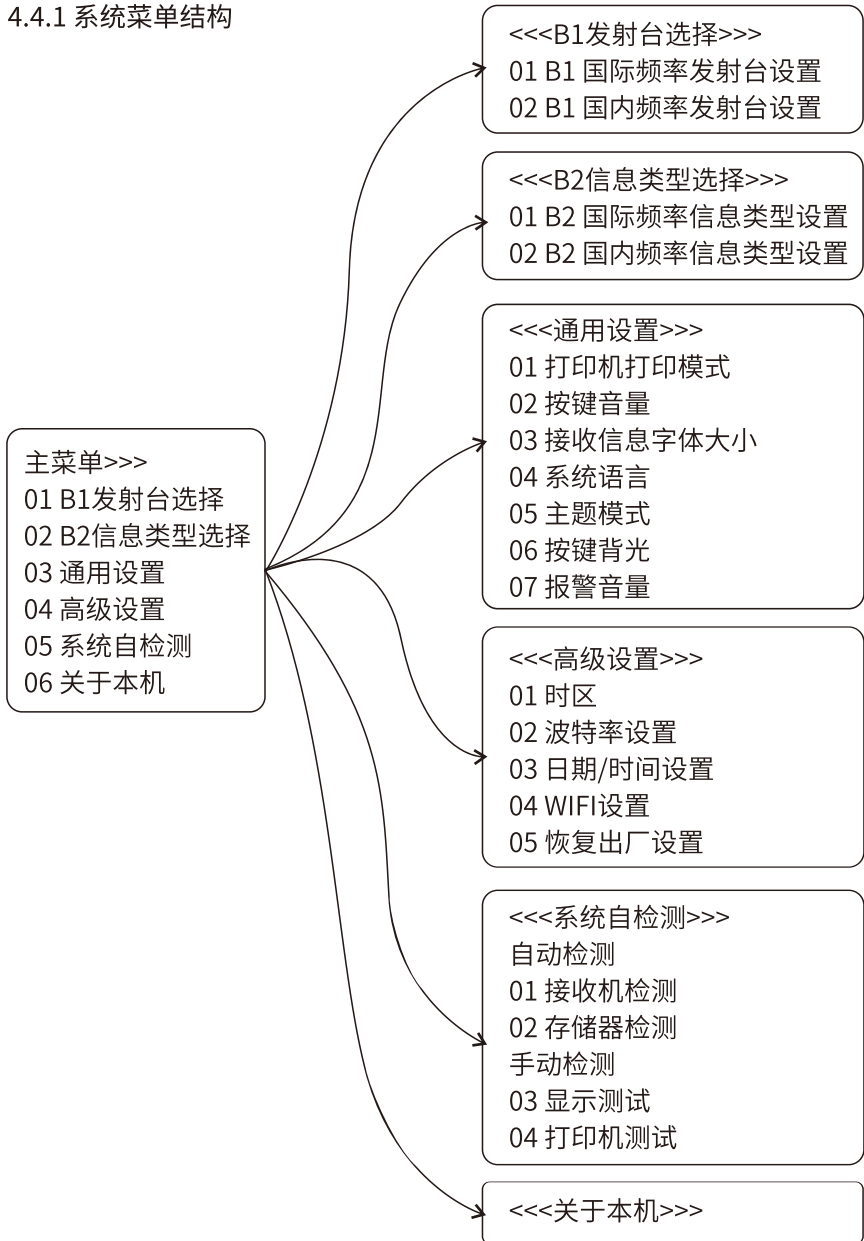 4.4.1 系统菜单结构
主菜单>>>
01 B1发射台选择
02 B2信息类型选择
03 通用设置
04 高级设置
05 系统自检测
06 关于本机
<<<B1发射台选择>>>
01 B1 国际频率发射台设置
02 B1 国内频率发射台设置
<<<B2信息类型选择>>>
01 B2 国际频率信息类型设置
02 B2 国内频率信息类型设置
<<<通用设置>>>
01 打印机打印模式
02 按键音量
03 接收信息字体大小
04 系统语言
05 主题模式
06 按键背光
07 报警音量
<<<高级设置>>>
01 时区
02 波特率设置
03 日期/时间设置
04 WIFI设置
05 恢复出厂设置
<<<系统自检测>>>
自动检测
01 接收机检测
02 存储器检测
手动检测
03 显示测试
04 打印机测试
<<<关于本机>>>